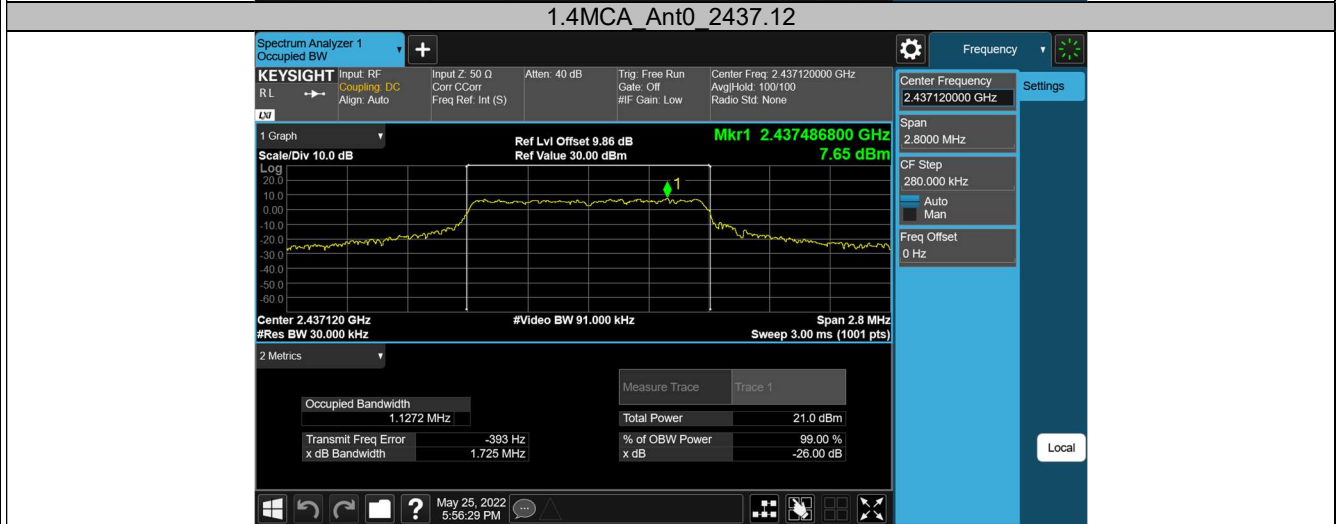 1.4MCA_Ant0_2437.12
Spectrum Analyzer 1
Occupied BW
Frequency
KEYSIGHT
R L
LXI
Input: RF
Coupling: DC
Align: Auto
Input Z: 50 Ω
Corr CCorr
Freq Ref: Int (S)
Atten: 40 dB
Trig: Free Run
Gate: Off
#IF Gain: Low
Center Freq: 2.437120000 GHz
Avg|Hold: 100/100
Radio Std: None
Center Frequency
2.437120000 GHz
Settings
Span
2.8000 MHz
CF Step
280.000 kHz
Auto
Man
Freq Offset
0 Hz
1 Graph
Scale/Div 10.0 dB
Ref Lvl Offset 9.86 dB
Ref Value 30.00 dBm
Mkr1 2.437486800 GHz
7.65 dBm
Log
20.0
10.0
0.00
-10.0
-20.0
-30.0
-40.0
-50.0
-60.0
1
Center 2.437120 GHz
#Res BW 30.000 kHz
#Video BW 91.000 kHz
Span 2.8 MHz
Sweep 3.00 ms (1001 pts)
2 Metrics
Measure Trace Trace 1
Occupied Bandwidth
1.1272 MHz
Total Power 21.0 dBm
Transmit Freq Error -393 Hz
% of OBW Power 99.00 %
x dB Bandwidth 1.725 MHz
x dB -26.00 dB
Local
May 25, 2022
5:56:29 PM